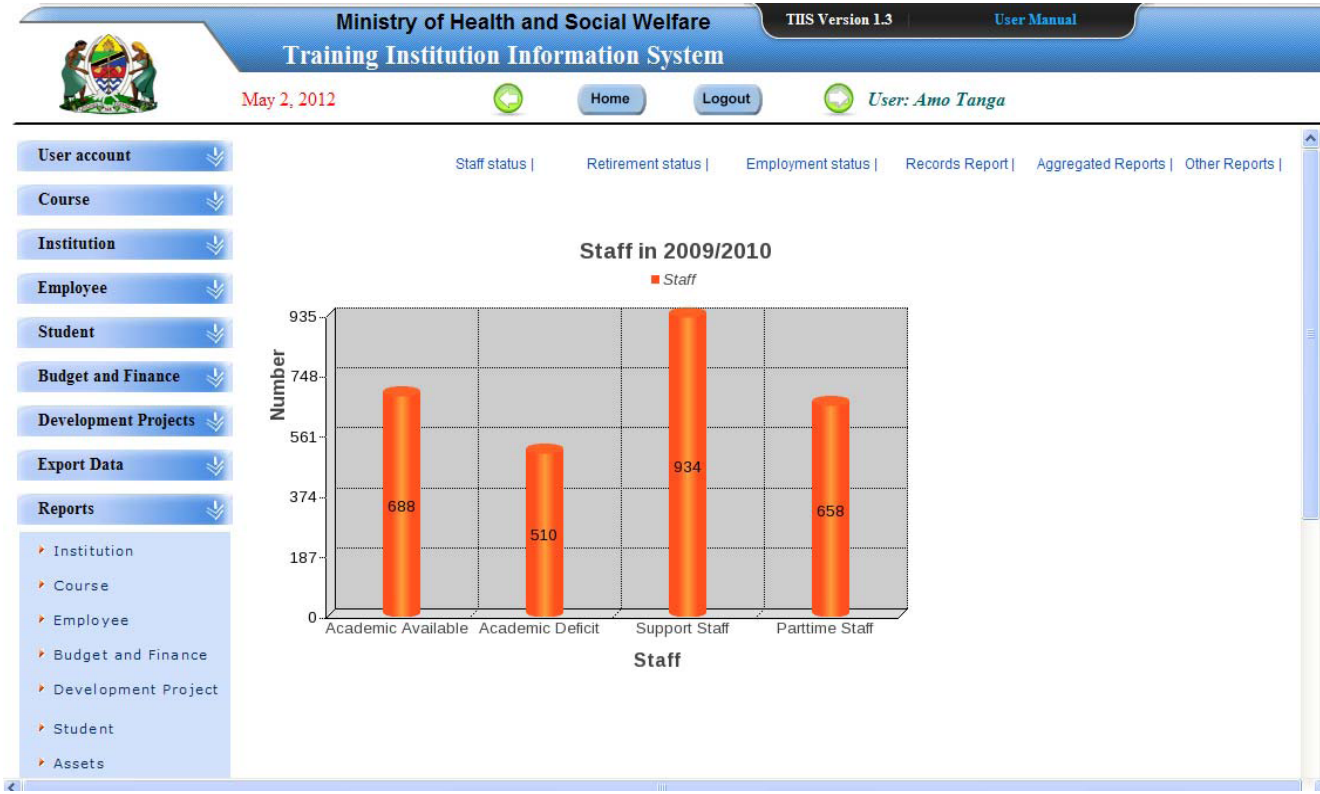 Ministry of Health and Social Welfare
TIIS Version 1.3
User Manual
Training Institution Information System
May 2, 2012
Home
Logout
User: Amo Tanga
User account
Course
Institution
Employee
Student
Budget and Finance
Development Projects
Export Data
Reports
Institution
Course
Employee
Budget and Finance
Development Project
Student
Assets
Staff status |
Retirement status |
Employment status |
Records Report |
Aggregated Reports |
Other Reports |
Staff in 2009/2010
Staff
Number
935
748
561
374
187
0
688
510
934
658
Academic Available
Academic Deficit
Support Staff
Parttime Staff
Staff